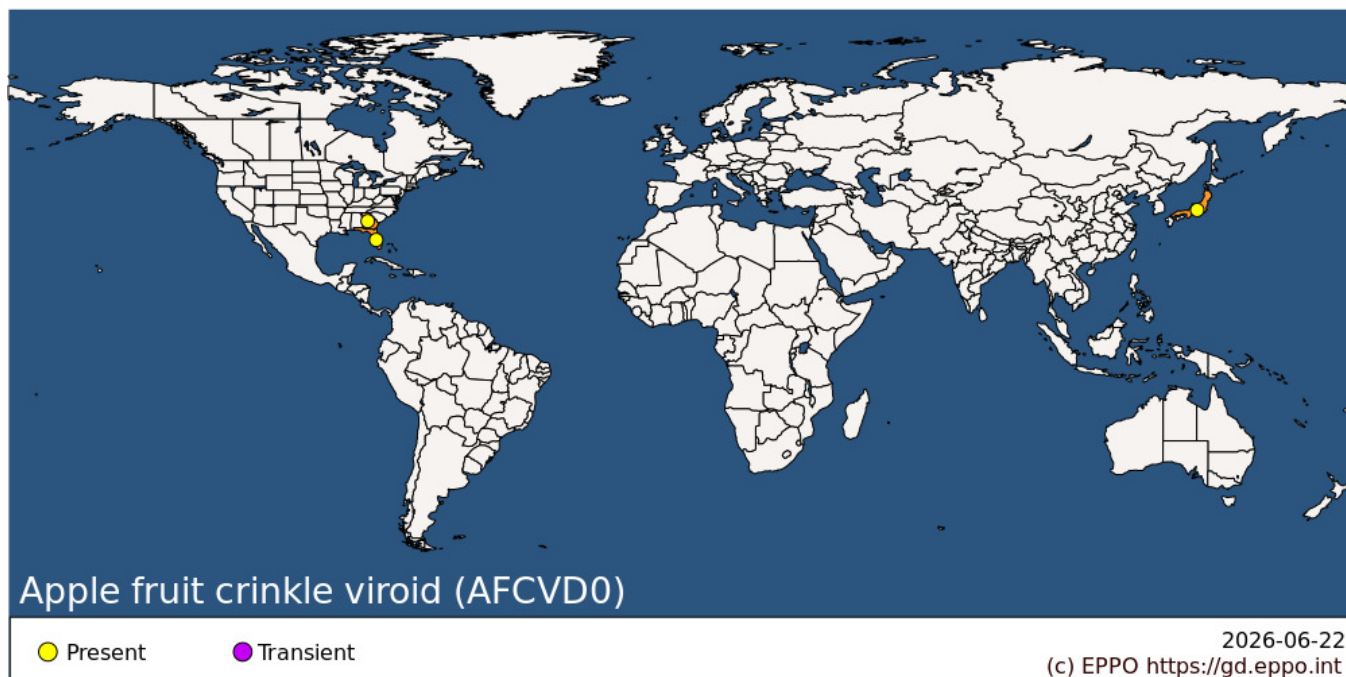 Apple fruit crinkle viroid (AFCVD0)
Present
Transient
2026-06-22
(c) EPPO https://gd.eppo.int